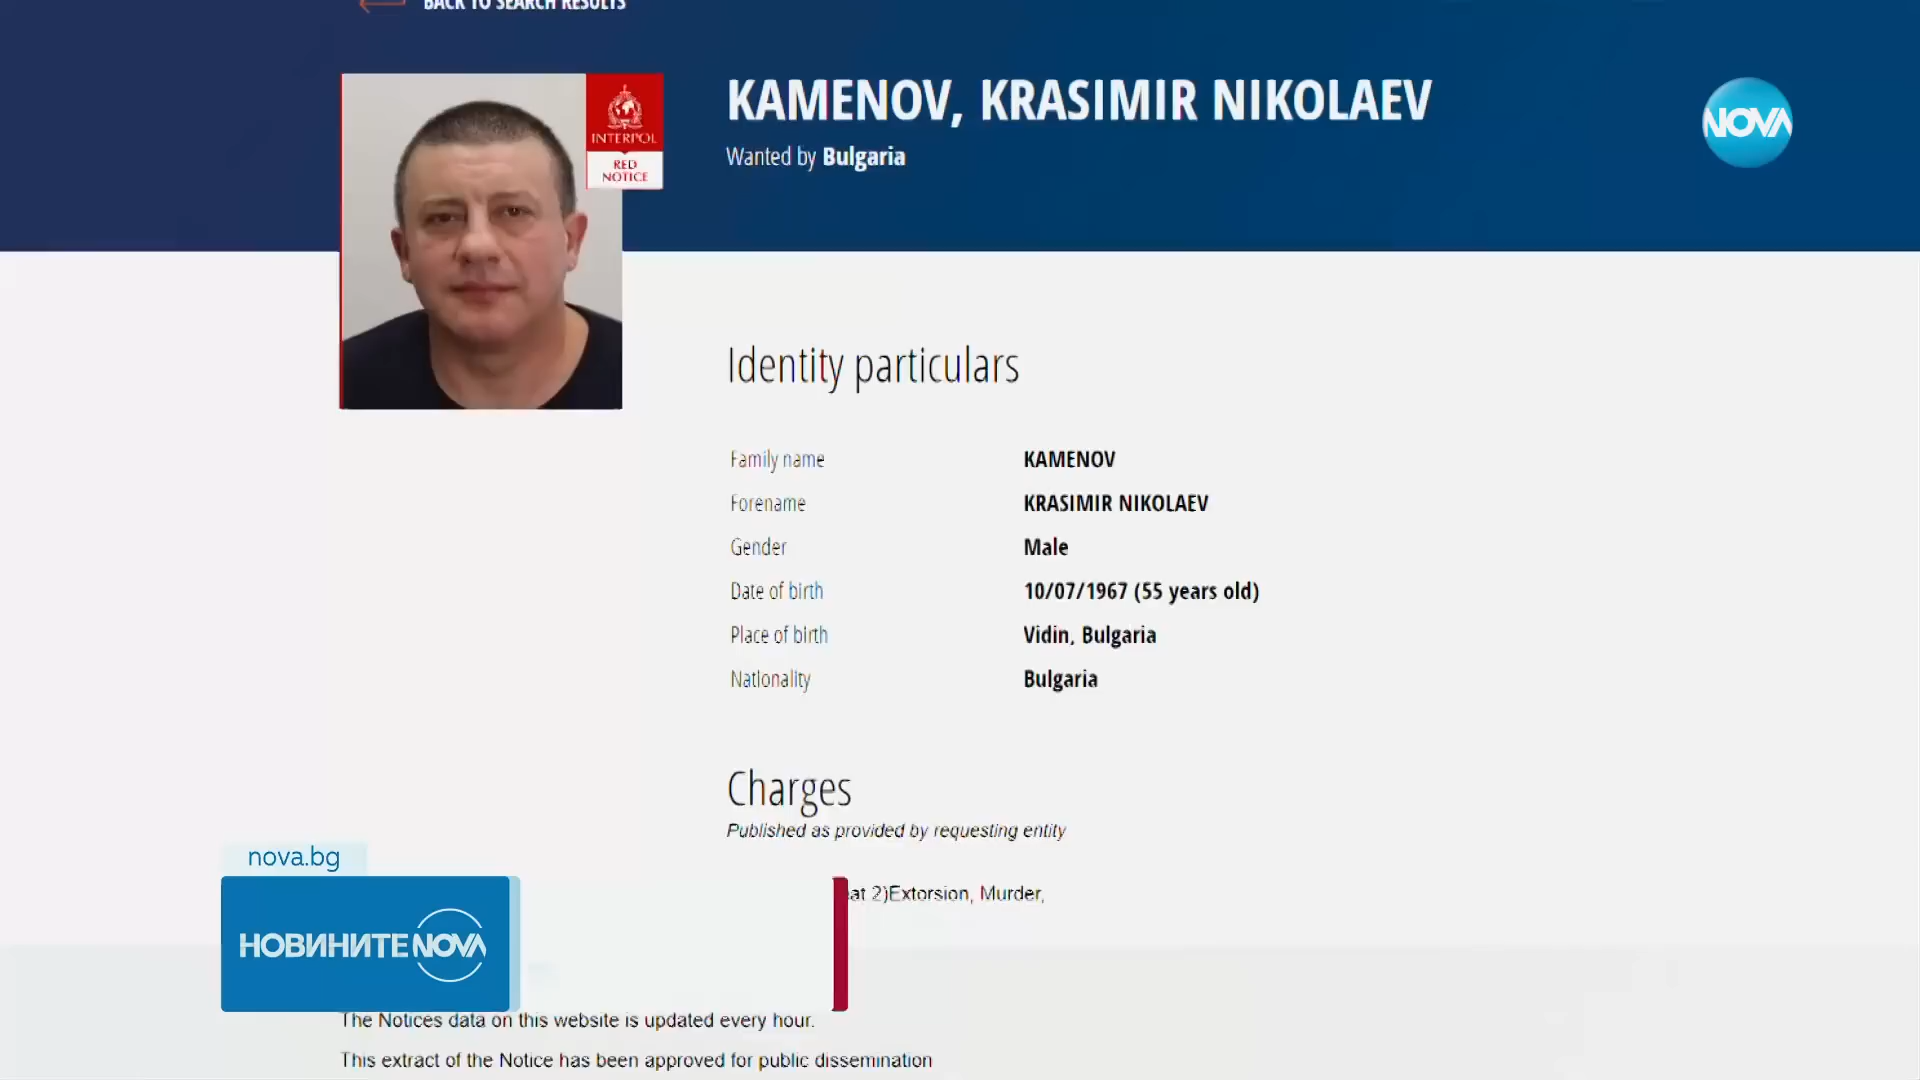 BACK TO SEARCH RESULTS
KAMENOV, KRASIMIR NIKOLAEV
Wanted by Bulgaria
INTERPOL
RED
NOTICE
NOVA
Identity particulars
Family name KAMENOV
Forename KRASIMIR NIKOLAEV
Gender Male
Date of birth 10/07/1967 (55 years old)
Place of birth Vidin, Bulgaria
Nationality Bulgaria
Charges
Published as provided by requesting entity
2)Extorsion, Murder,
nova.bg
НОВИНИТЕ NOVA
The Notices data on this website is updated every hour.
This extract of the Notice has been approved for public dissemination